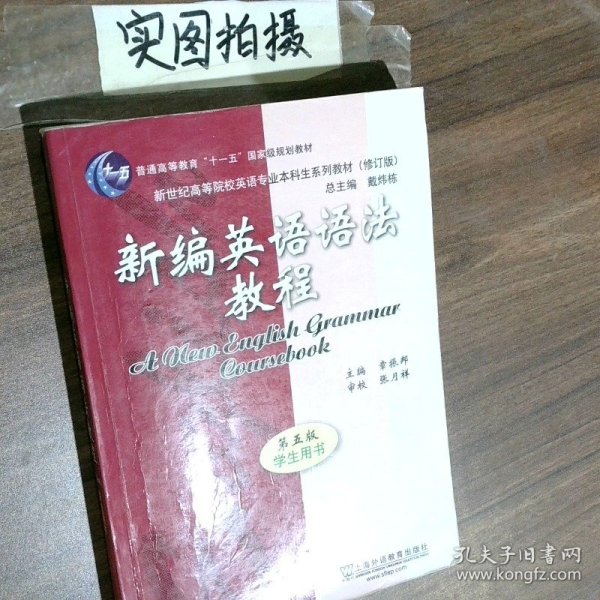 实图拍摄
十一五
普通高等教育“十一五”国家级规划教材
新世纪高等院校英语专业本科生系列教材（修订版）
总主编 戴炜栋
新编英语语法
教程
A New English Grammar
Coursebook
主编 章振邦
审校 张月祥
第五版
学生用书
上海外语教育出版社
www.sflep.com
孔夫子旧书网
www.kongfz.com